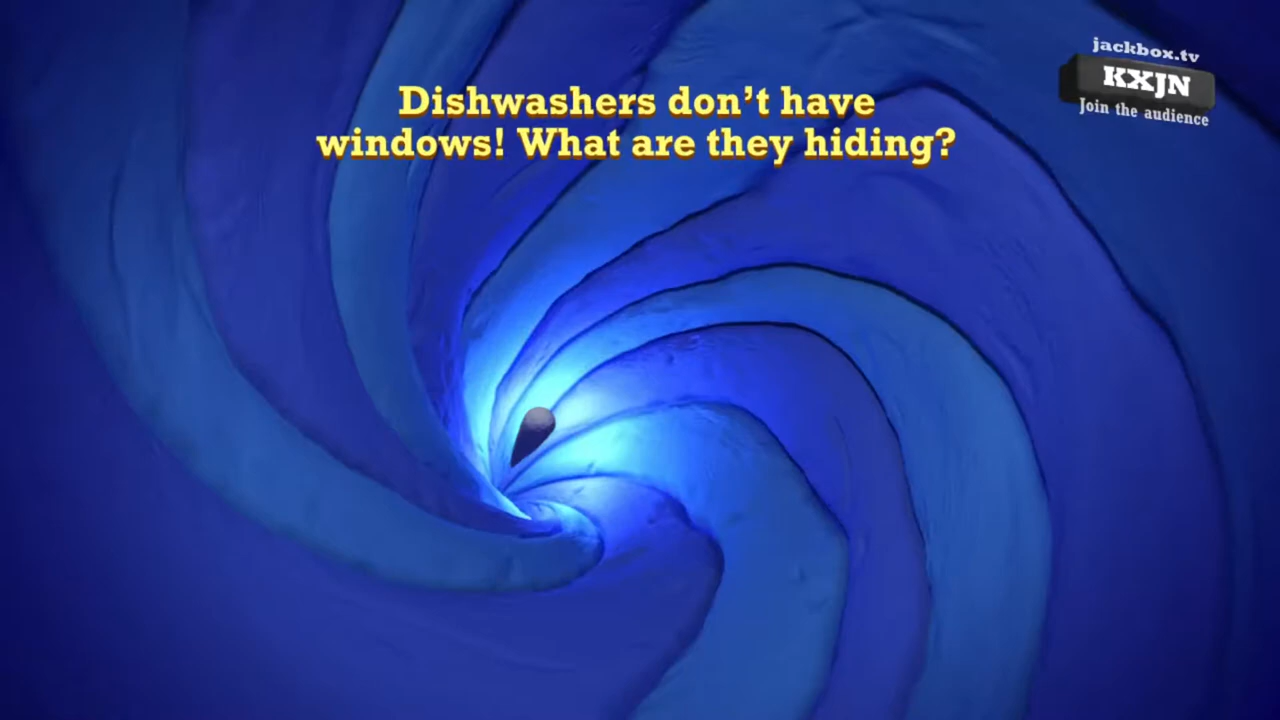 jackbox.tv
KXJN
Join the audience
Dishwashers don’t have
windows! What are they hiding?